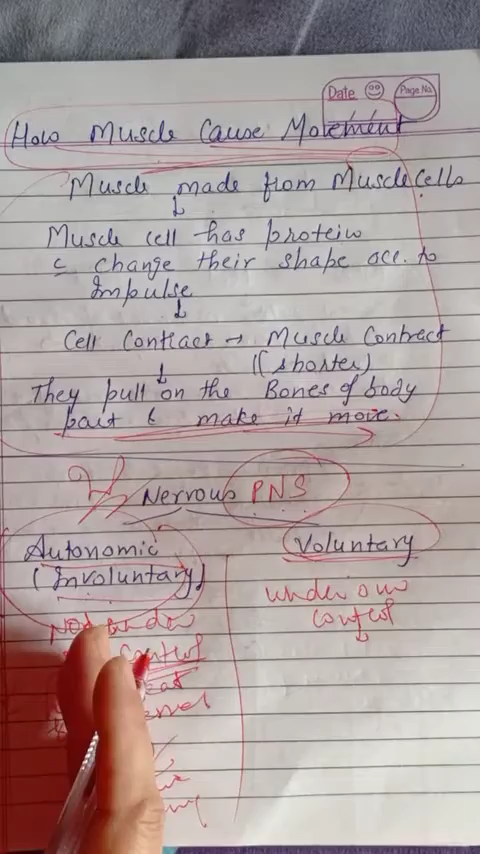 Date
Page No.
How Muscle Cause Movement
Muscle made from Muscle Cells
↓
Muscle cell has protein
c̄ change their shape acc. to
Impulse
↓
Cell Contract → Muscle Contract
(shorter)
↓
They pull on the Bones of body
part & make it move.
Nervous PNS
Autonomic
(Involuntary)
Voluntary
under our
control
↓
Control